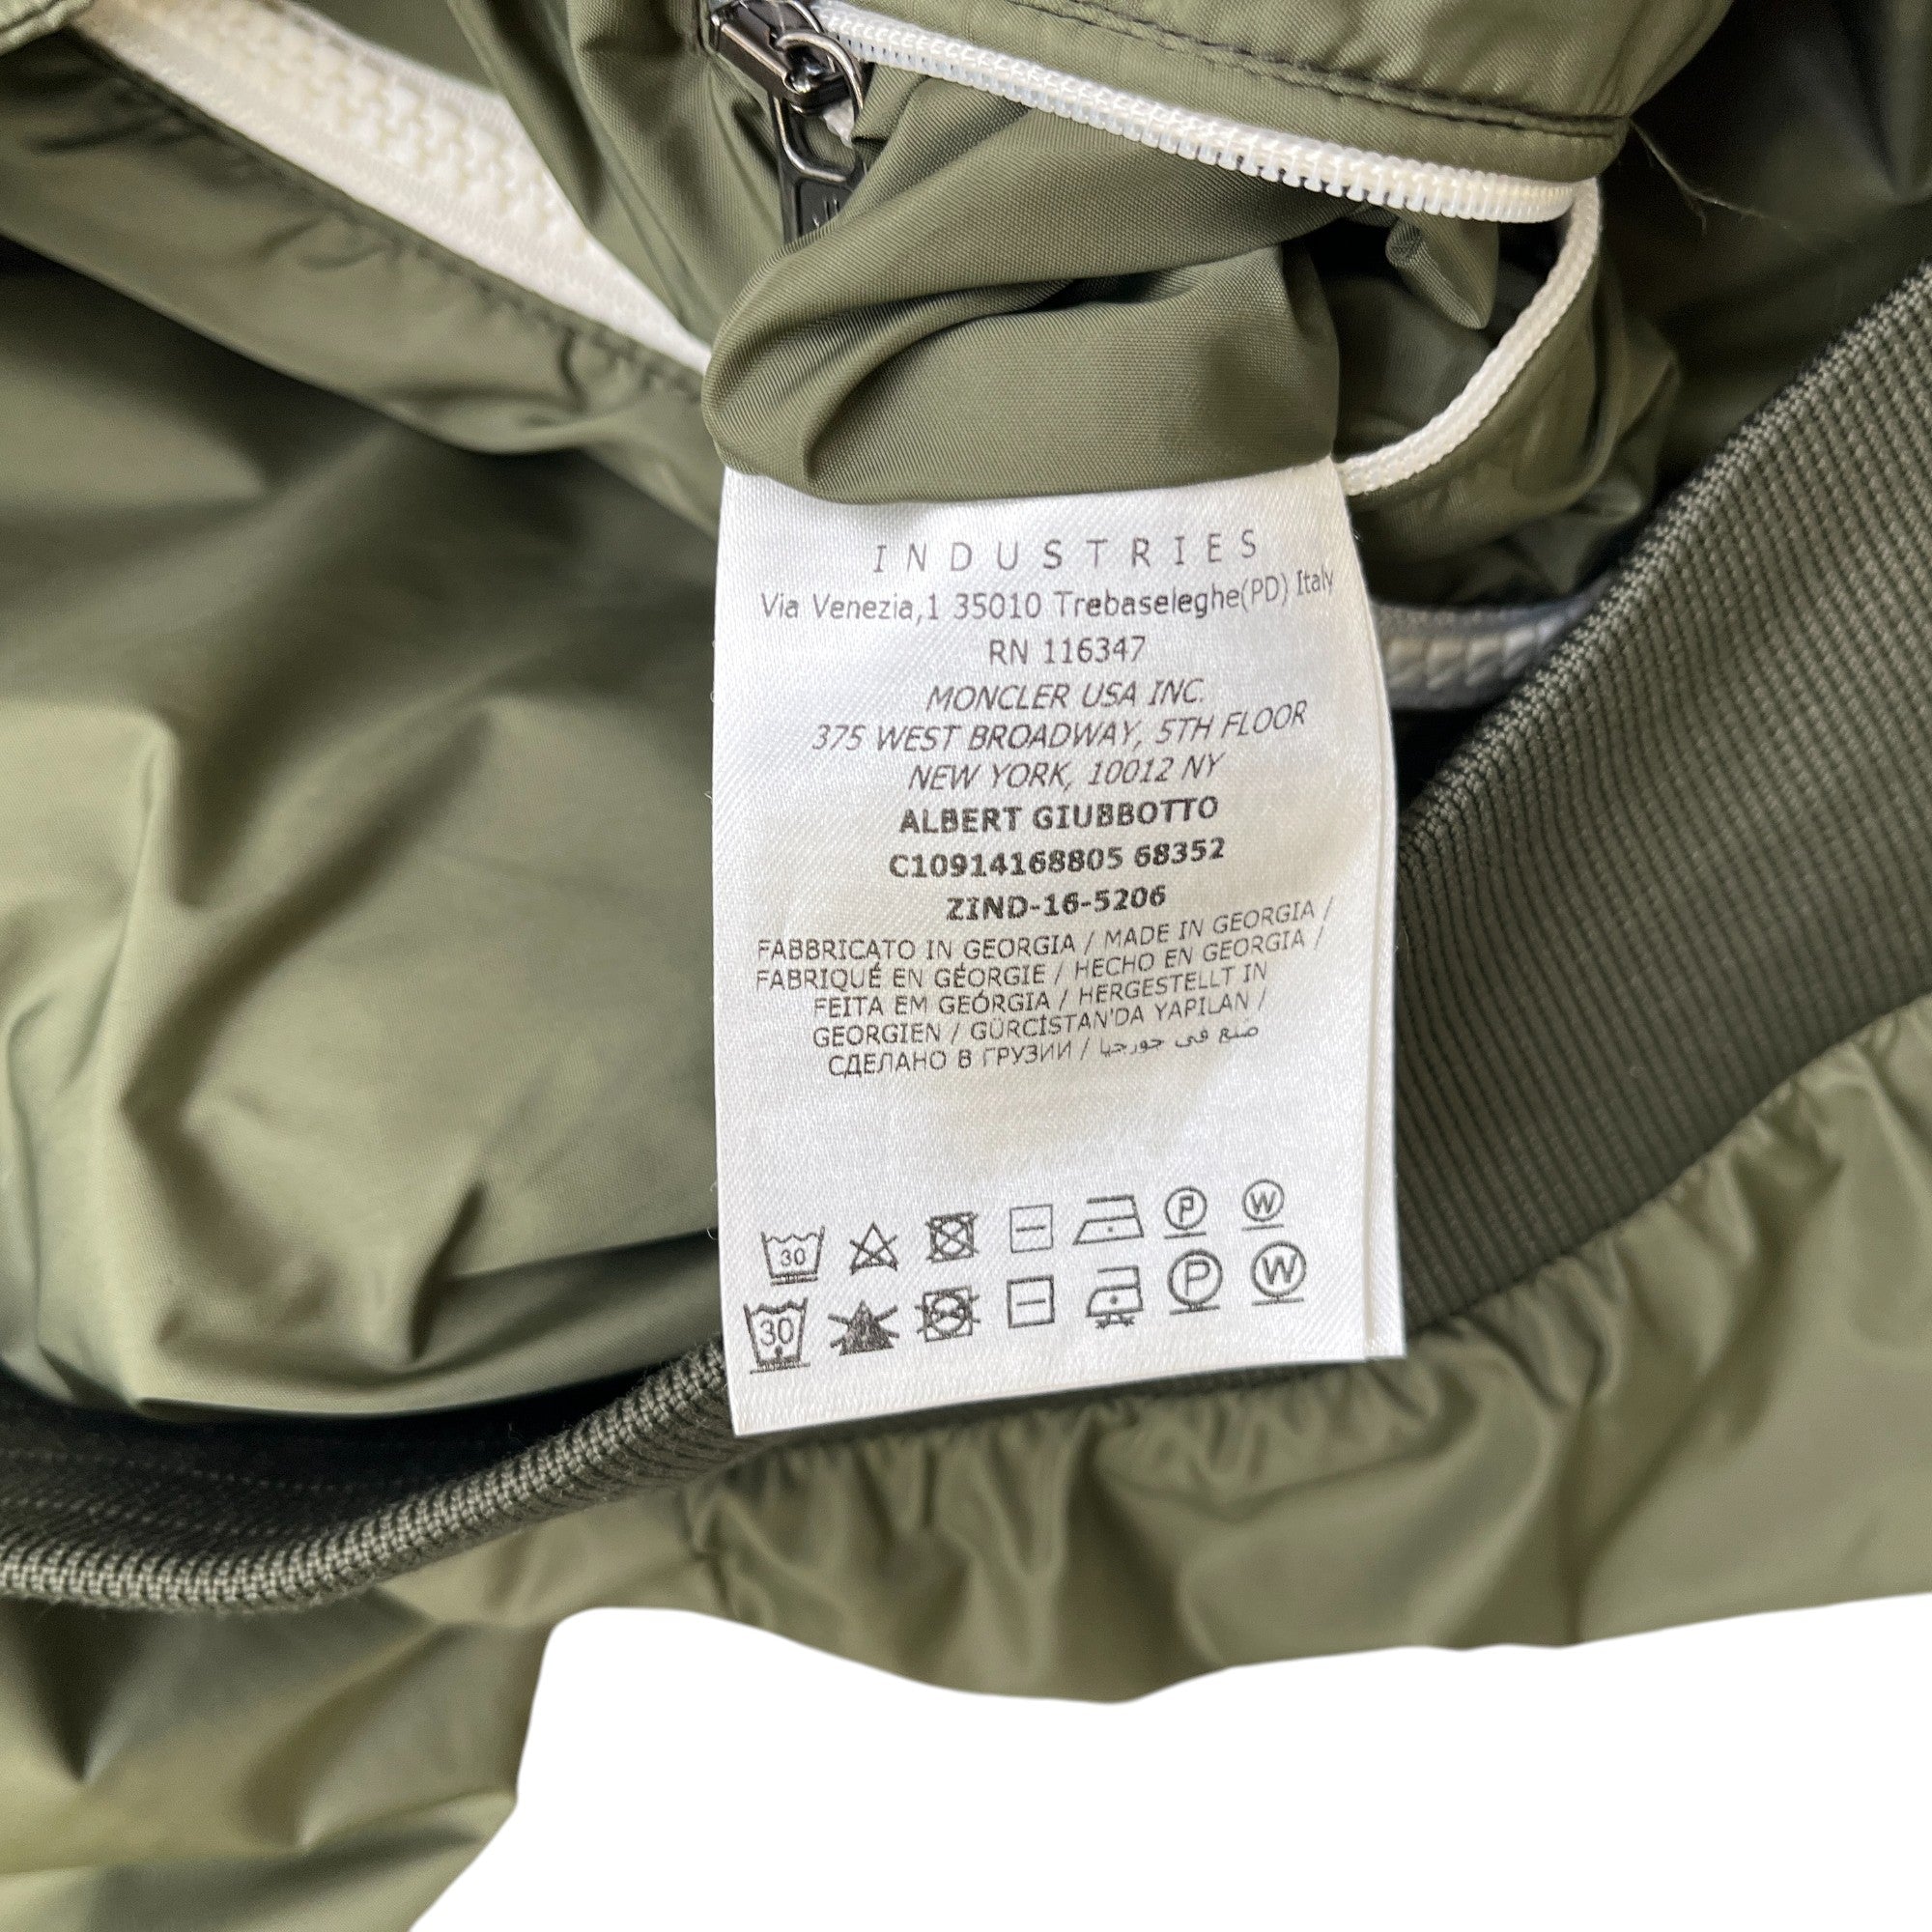 INDUSTRIES
Via Venezia,1 35010 Trebaseleghe(PD) Italy
RN 116347
MONCLER USA INC.
375 WEST BROADWAY, 5TH FLOOR
NEW YORK, 10012 NY
ALBERT GIUBBOTTO
C10914168805 68352
ZIND-16-5206
FABBRICATO IN GEORGIA / MADE IN GEORGIA /
FABRIQUÉ EN GÉORGIE / HECHO EN GEORGIA /
FEITA EM GEÓRGIA / HERGESTELLT IN
GEORGIEN / GÜRCİSTAN'DA YAPILAN /
СДЕЛАНО В ГРУЗИИ / صنع في جورجيا
30 P W
30 P W